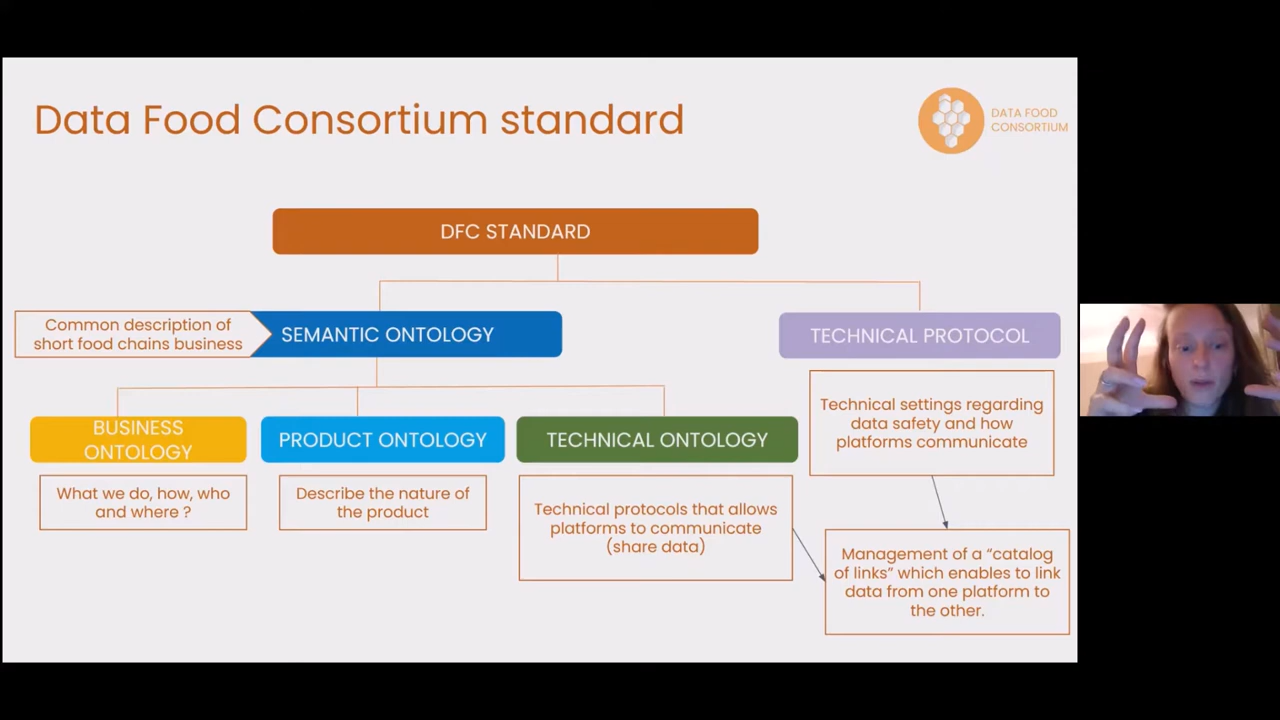 Data Food Consortium standard
DATA FOOD
CONSORTIUM
DFC STANDARD
Common description of
short food chains business
SEMANTIC ONTOLOGY
TECHNICAL PROTOCOL
Technical settings regarding
data safety and how
platforms communicate
BUSINESS
ONTOLOGY
PRODUCT ONTOLOGY
TECHNICAL ONTOLOGY
What we do, how, who
and where ?
Describe the nature of
the product
Technical protocols that allows
platforms to communicate
(share data)
Management of a “catalog
of links” which enables to link
data from one platform to
the other.